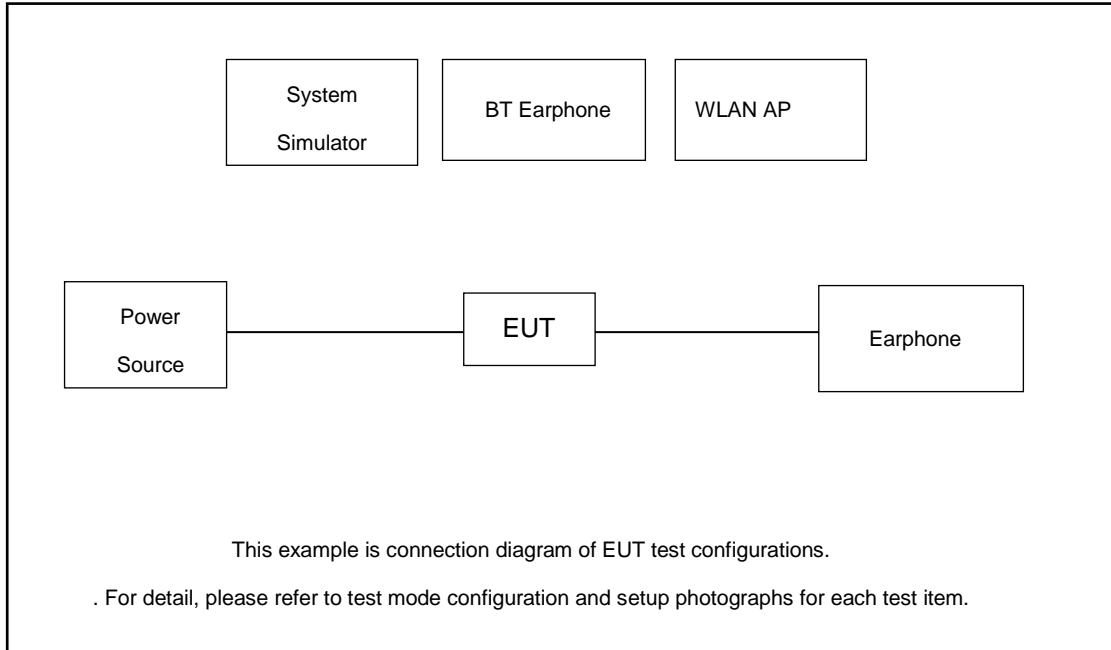 System
Simulator
BT Earphone
WLAN AP
Power
Source
EUT
Earphone
This example is connection diagram of EUT test configurations.
. For detail, please refer to test mode configuration and setup photographs for each test item.